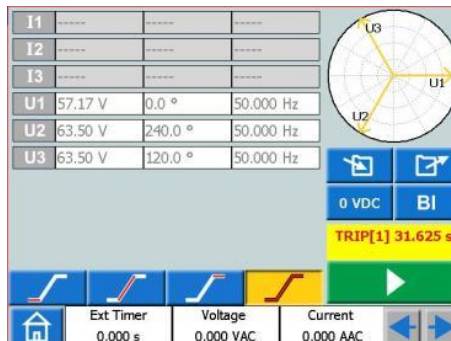 I1 ----- ----- -----
I2 ----- ----- -----
I3 ----- ----- -----
U1 57.17 V 0.0 ° 50.000 Hz
U2 63.50 V 240.0 ° 50.000 Hz
U3 63.50 V 120.0 ° 50.000 Hz
U3
U1
U2
0 VDC BI
TRIP[1] 31.625 s
Ext Timer Voltage Current
0.000 s 0.000 VAC 0.000 AAC